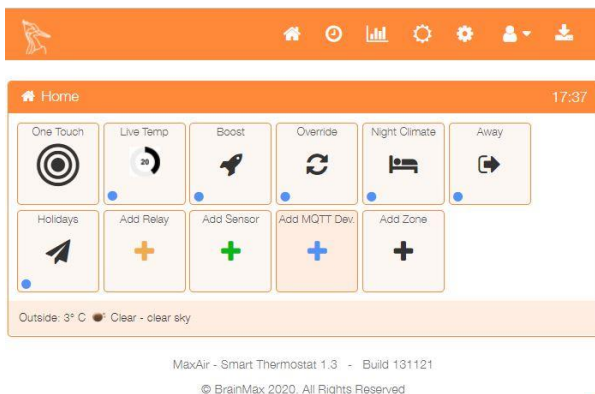 Home 17:37
One Touch Live Temp Boost Override Night Climate Away
20
Holidays Add Relay Add Sensor Add MQTT Dev. Add Zone
Outside: 3° C Clear - clear sky
MaxAir - Smart Thermostat 1.3 - Build 131121
© BrainMax 2020. All Rights Reserved